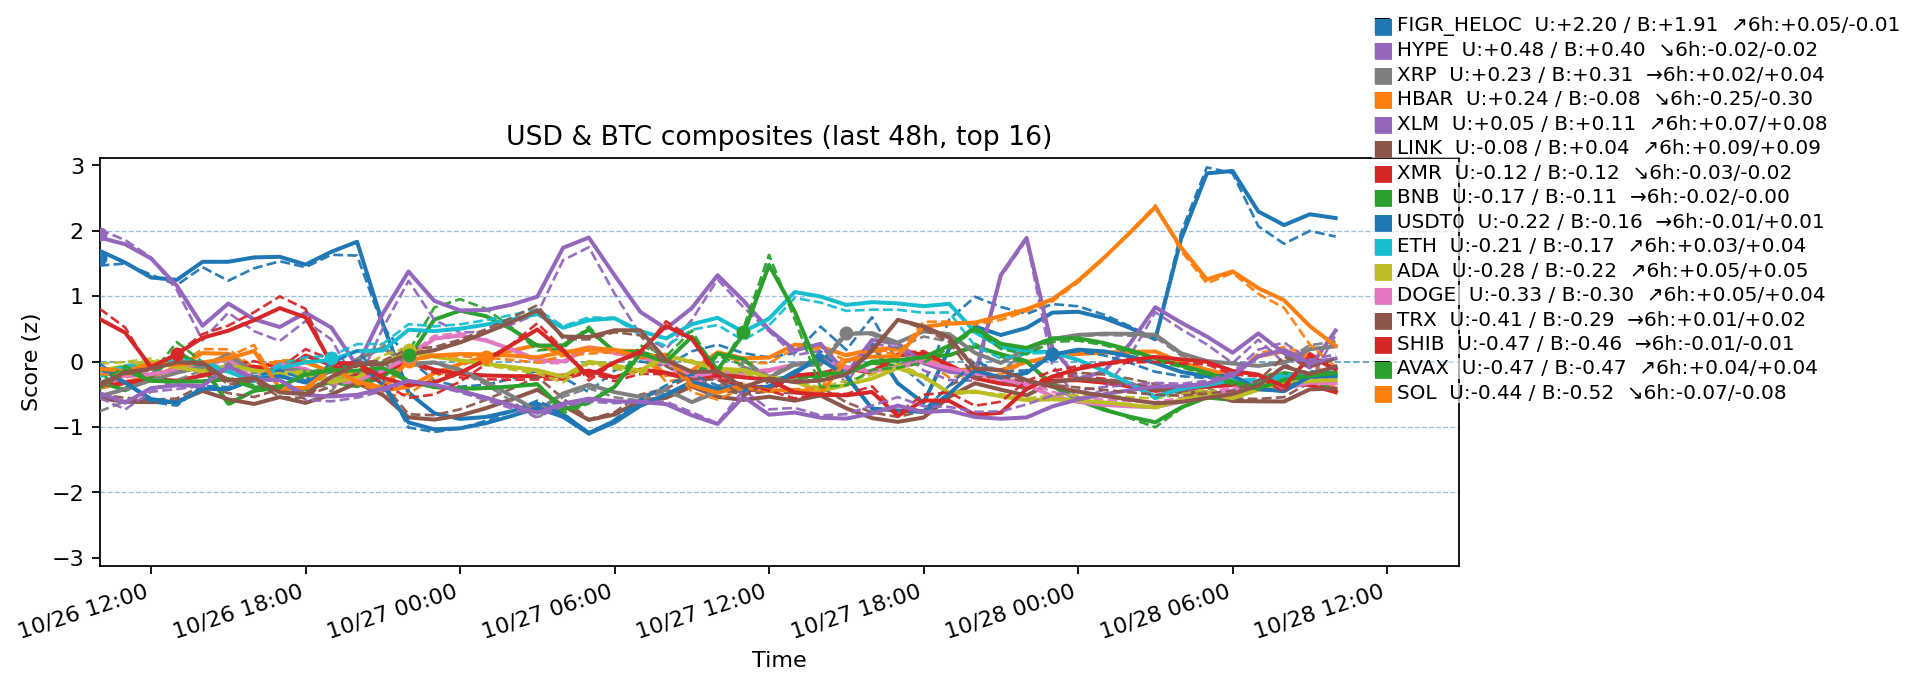 FIGR_HELOC U:+2.20 / B:+1.91 ↗6h:+0.05/-0.01
HYPE U:+0.48 / B:+0.40 ↘6h:-0.02/-0.02
XRP U:+0.23 / B:+0.31 →6h:+0.02/+0.04
HBAR U:+0.24 / B:-0.08 ↘6h:-0.25/-0.30
XLM U:+0.05 / B:+0.11 ↗6h:+0.07/+0.08
LINK U:-0.08 / B:+0.04 ↗6h:+0.09/+0.09
XMR U:-0.12 / B:-0.12 ↘6h:-0.03/-0.02
BNB U:-0.17 / B:-0.11 →6h:-0.02/-0.00
USDT0 U:-0.22 / B:-0.16 →6h:-0.01/+0.01
ETH U:-0.21 / B:-0.17 ↗6h:+0.03/+0.04
ADA U:-0.28 / B:-0.22 ↗6h:+0.05/+0.05
DOGE U:-0.33 / B:-0.30 ↗6h:+0.05/+0.04
TRX U:-0.41 / B:-0.29 →6h:+0.01/+0.02
SHIB U:-0.47 / B:-0.46 →6h:-0.01/-0.01
AVAX U:-0.47 / B:-0.47 ↗6h:+0.04/+0.04
SOL U:-0.44 / B:-0.52 ↘6h:-0.07/-0.08
USD & BTC composites (last 48h, top 16)
3
2
1
0
−1
−2
−3
Score (z)
10/26 12:00
10/26 18:00
10/27 00:00
10/27 06:00
10/27 12:00
10/27 18:00
10/28 00:00
10/28 06:00
10/28 12:00
Time